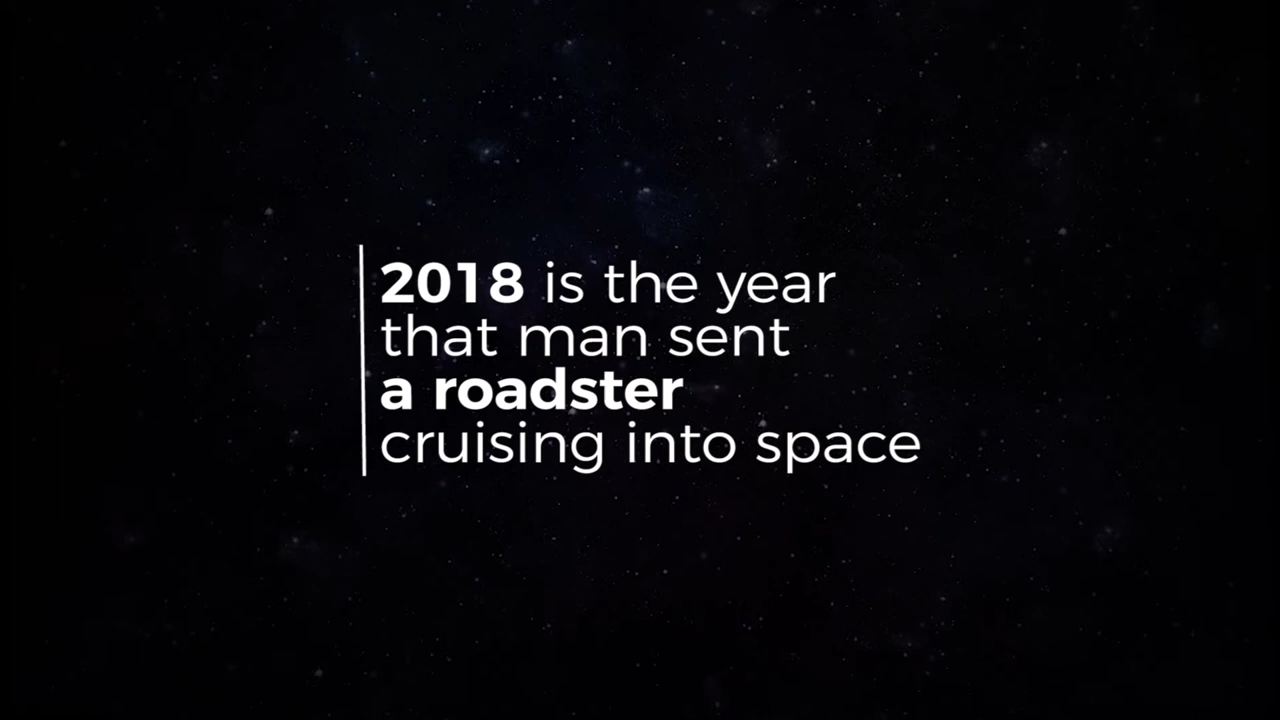 2018 is the year
that man sent
a roadster
cruising into space